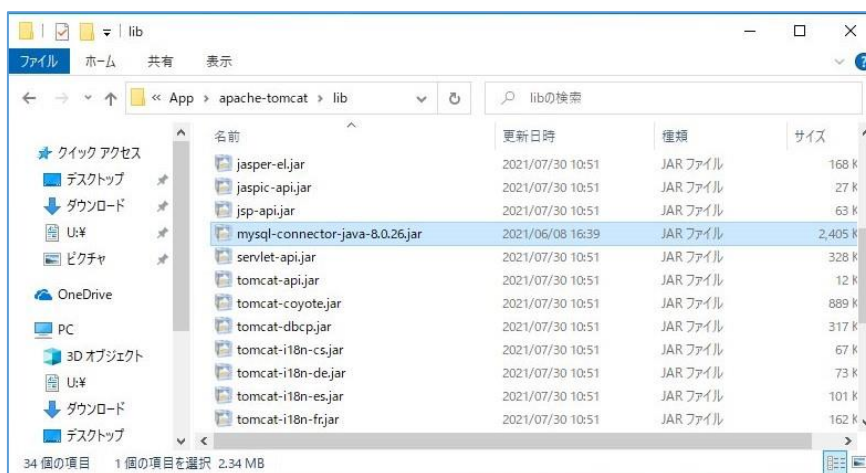 lib
ファイル ホーム 共有 表示
« App › apache-tomcat › lib libの検索
名前 更新日時 種類 サイズ
クイック アクセス
デスクトップ
ダウンロード
U:¥
ピクチャ
OneDrive
PC
3D オブジェクト
U:¥
ダウンロード
デスクトップ
jasper-el.jar 2021/07/30 10:51 JAR ファイル 168 K
jaspic-api.jar 2021/07/30 10:51 JAR ファイル 27 K
jsp-api.jar 2021/07/30 10:51 JAR ファイル 63 K
mysql-connector-java-8.0.26.jar 2021/06/08 16:39 JAR ファイル 2,405 K
servlet-api.jar 2021/07/30 10:51 JAR ファイル 328 K
tomcat-api.jar 2021/07/30 10:51 JAR ファイル 12 K
tomcat-coyote.jar 2021/07/30 10:51 JAR ファイル 889 K
tomcat-dbcp.jar 2021/07/30 10:51 JAR ファイル 317 K
tomcat-i18n-cs.jar 2021/07/30 10:51 JAR ファイル 67 K
tomcat-i18n-de.jar 2021/07/30 10:51 JAR ファイル 73 K
tomcat-i18n-es.jar 2021/07/30 10:51 JAR ファイル 101 K
tomcat-i18n-fr.jar 2021/07/30 10:51 JAR ファイル 162 K
34 個の項目 1 個の項目を選択 2.34 MB